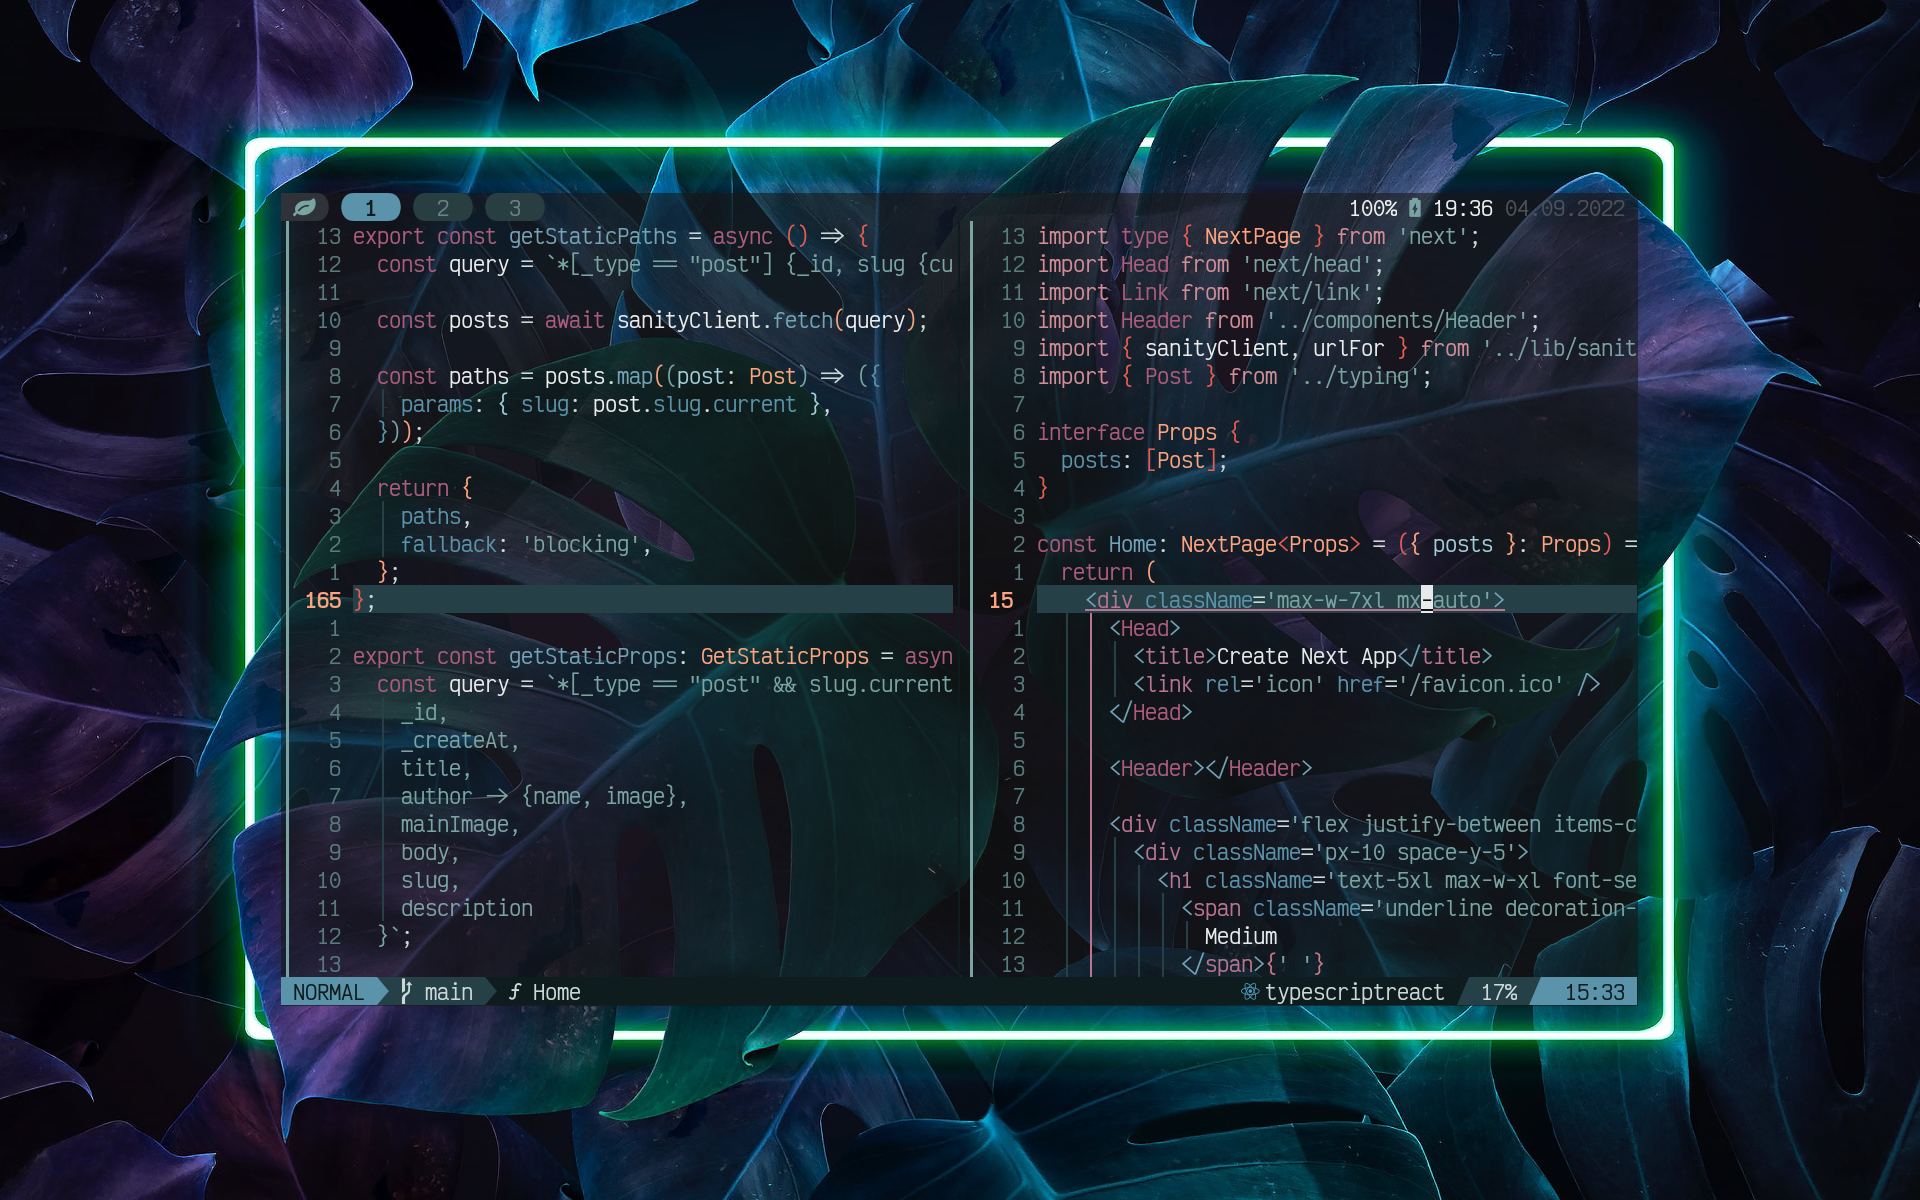 1 2 3 100% 19:36 04.09.2022
13 export const getStaticPaths = async () => {
12 const query = `*[_type == "post"] {_id, slug {cu
11
10 const posts = await sanityClient.fetch(query);
9
8 const paths = posts.map((post: Post) => ({
7 params: { slug: post.slug.current },
6 }));
5
4 return {
3 paths,
2 fallback: 'blocking',
1 };
165 };
1
2 export const getStaticProps: GetStaticProps = asyn
3 const query = `*[_type == "post" && slug.current
4 _id,
5 _createAt,
6 title,
7 author -> {name, image},
8 mainImage,
9 body,
10 slug,
11 description
12 }`;
13
13 import type { NextPage } from 'next';
12 import Head from 'next/head';
11 import Link from 'next/link';
10 import Header from '../components/Header';
9 import { sanityClient, urlFor } from '../lib/sanit
8 import { Post } from '../typing';
7
6 interface Props {
5 posts: [Post];
4 }
3
2 const Home: NextPage<Props> = ({ posts }: Props) =
1 return (
15 <div className='max-w-7xl mx-auto'>
1 <Head>
2 <title>Create Next App</title>
3 <link rel='icon' href='/favicon.ico' />
4 </Head>
5
6 <Header></Header>
7
8 <div className='flex justify-between items-c
9 <div className='px-10 space-y-5'>
10 <h1 className='text-5xl max-w-xl font-se
11 <span className='underline decoration-
12 Medium
13 </span>{' '}
NORMAL main f Home typescriptreact 17% 15:33